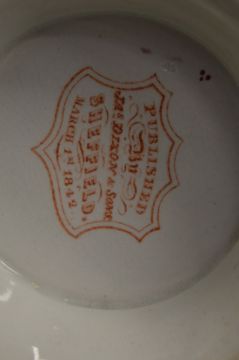 PUBLISHED
By
Jas DIXON & SONS
SHEFFIELD.
MARCH 1st 1842